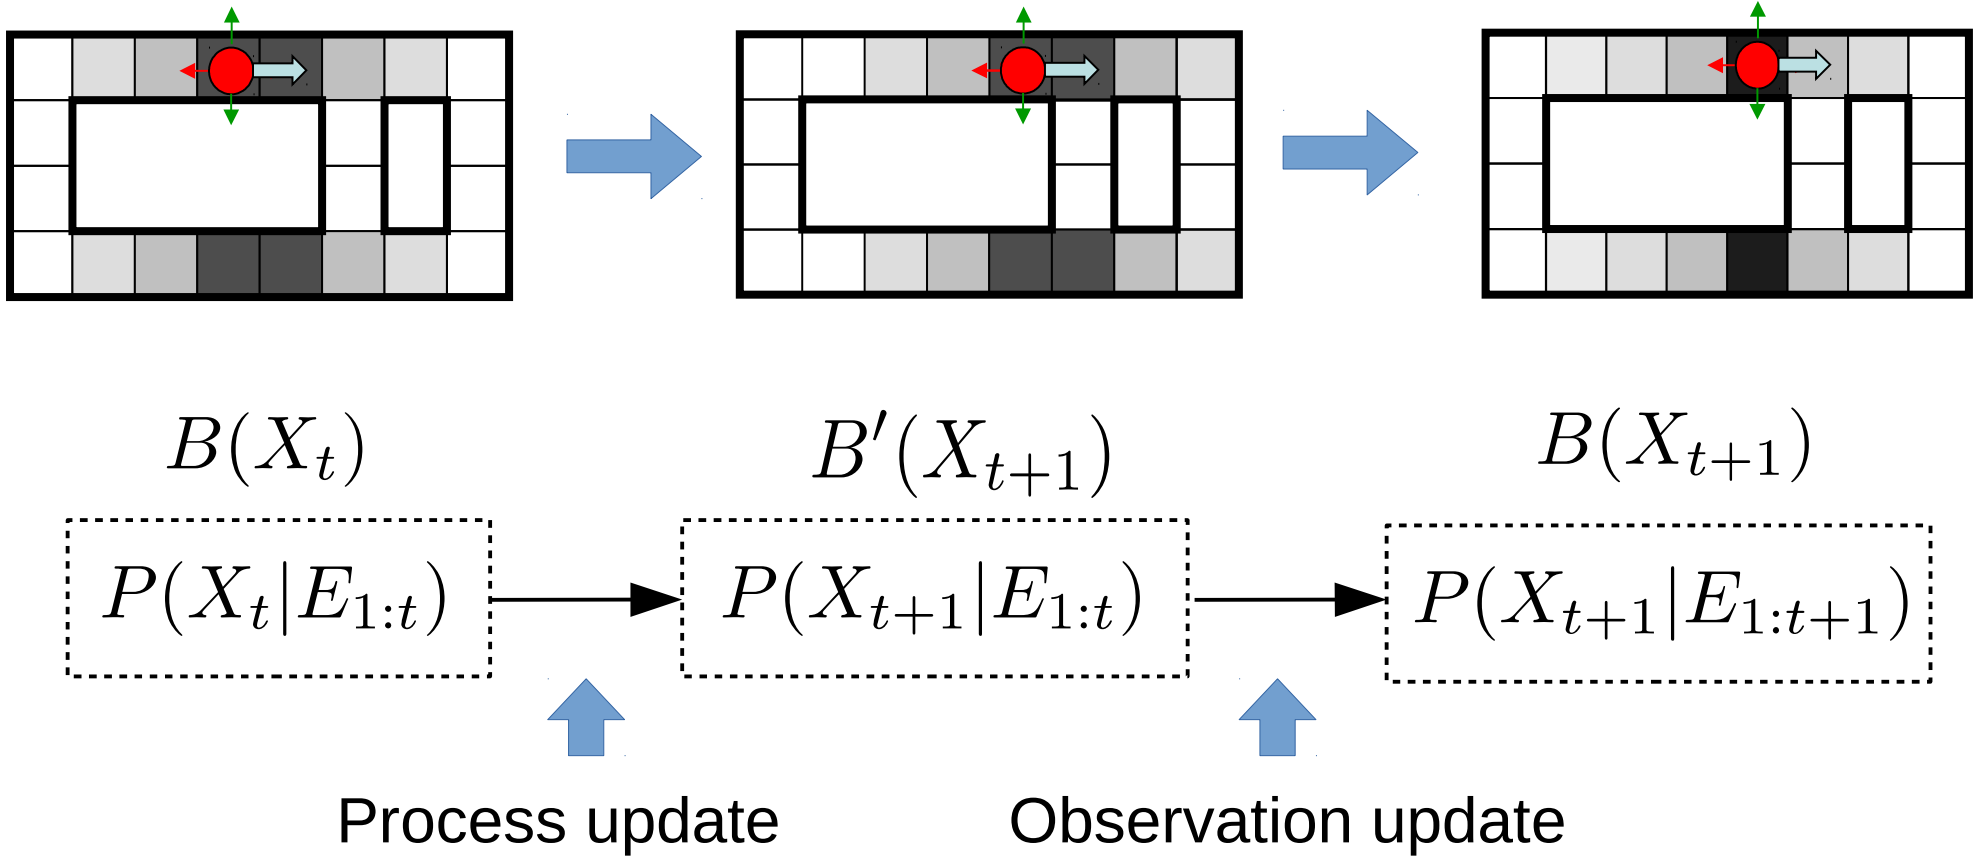 B(X_t) B′(X_{t+1}) B(X_{t+1})
P(X_t|E_{1:t}) P(X_{t+1}|E_{1:t}) P(X_{t+1}|E_{1:t+1})
Process update Observation update